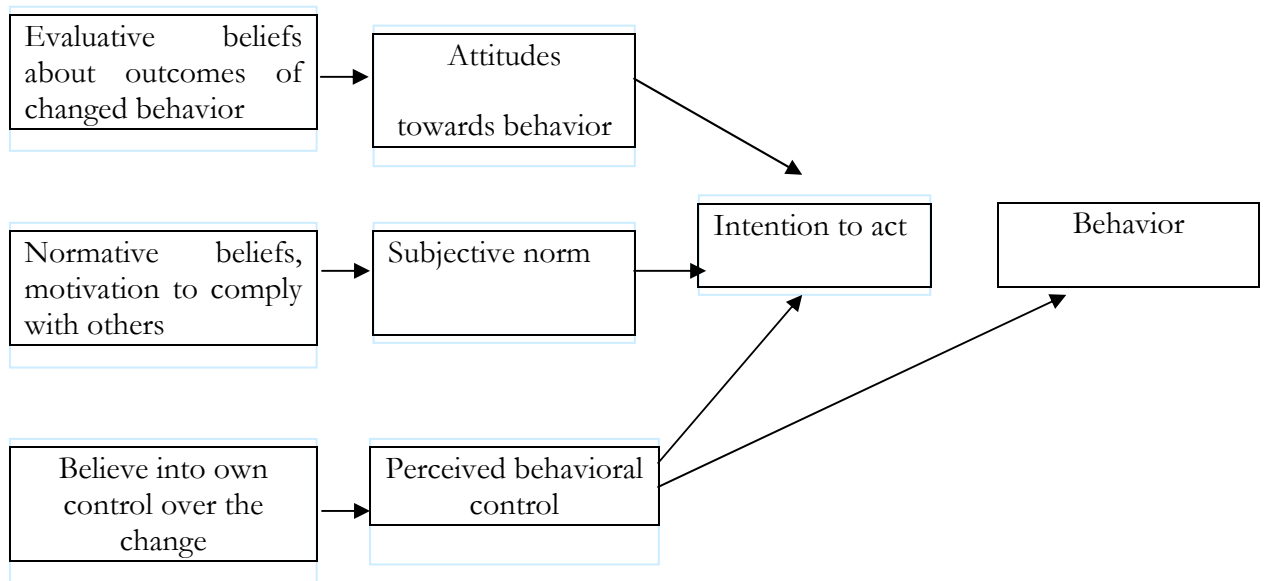 Evaluative beliefs
about outcomes of
changed behavior
Attitudes
towards behavior
Normative beliefs,
motivation to comply
with others
Subjective norm
Intention to act
Behavior
Believe into own
control over the
change
Perceived behavioral
control